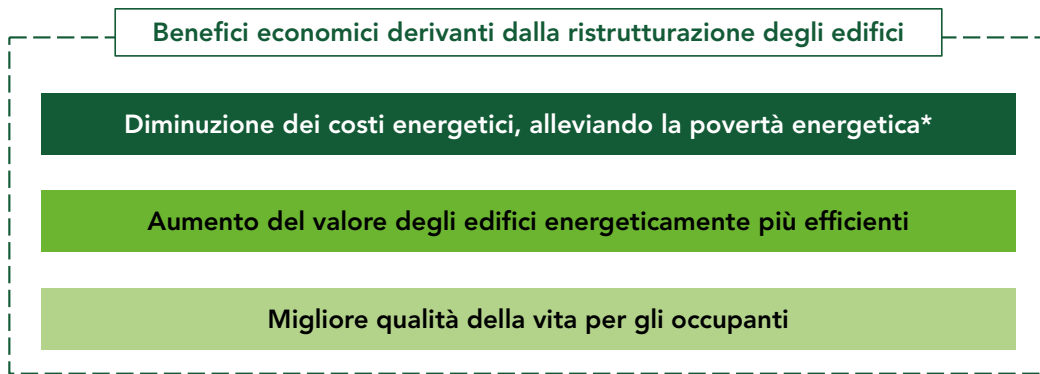 Benefici economici derivanti dalla ristrutturazione degli edifici
Diminuzione dei costi energetici, alleviando la povertà energetica*
Aumento del valore degli edifici energeticamente più efficienti
Migliore qualità della vita per gli occupanti